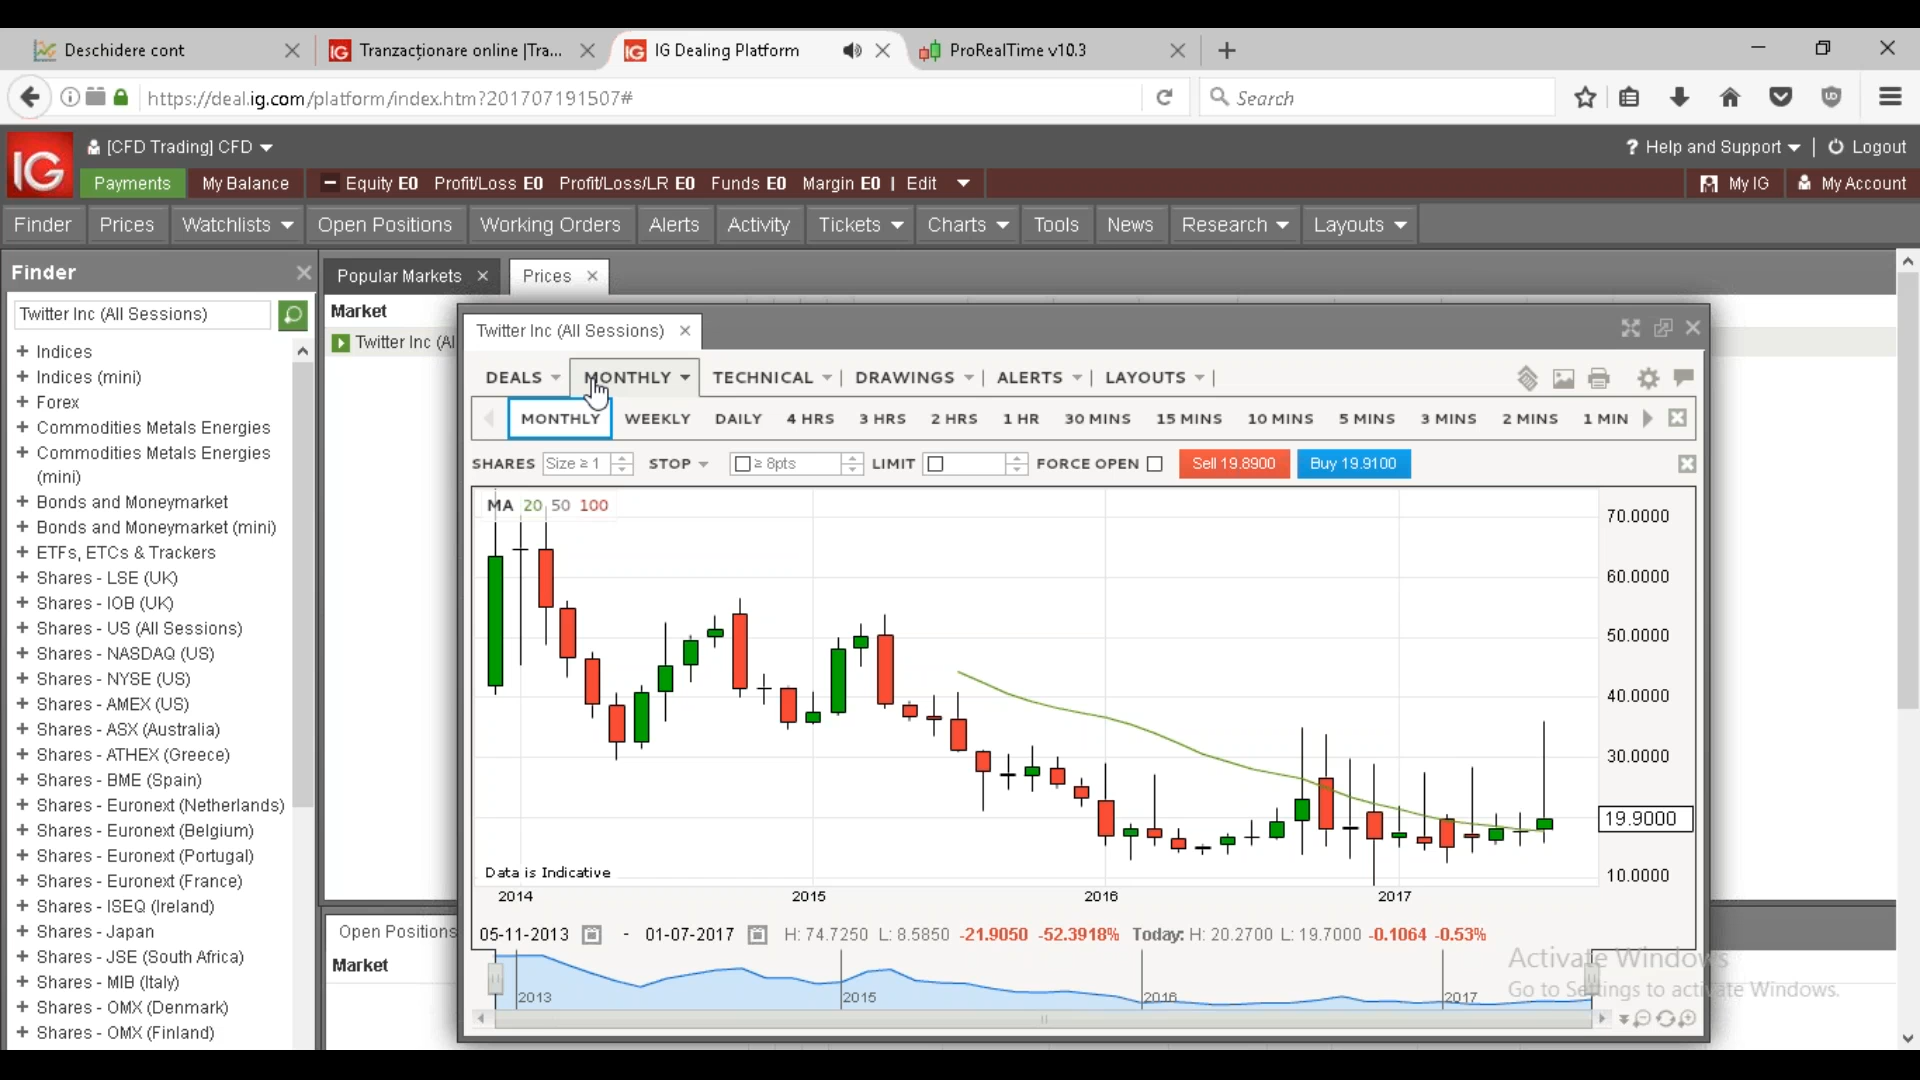 Deschidere cont
Tranzacționare online |Tra...
IG Dealing Platform
ProRealTime v10.3
https://deal.ig.com/platform/index.htm?201707191507#
Search
IG
[CFD Trading] CFD
? Help and Support
Logout
Payments
My Balance
Equity E0 Profit/Loss E0 Profit/Loss/LR E0 Funds E0 Margin E0 | Edit
My IG
My Account
Finder Prices Watchlists Open Positions Working Orders Alerts Activity Tickets Charts Tools News Research Layouts
Finder
Twitter Inc (All Sessions)
+ Indices
+ Indices (mini)
+ Forex
+ Commodities Metals Energies
+ Commodities Metals Energies
(mini)
+ Bonds and Moneymarket
+ Bonds and Moneymarket (mini)
+ ETFs, ETCs & Trackers
+ Shares - LSE (UK)
+ Shares - IOB (UK)
+ Shares - US (All Sessions)
+ Shares - NASDAQ (US)
+ Shares - NYSE (US)
+ Shares - AMEX (US)
+ Shares - ASX (Australia)
+ Shares - ATHEX (Greece)
+ Shares - BME (Spain)
+ Shares - Euronext (Netherlands)
+ Shares - Euronext (Belgium)
+ Shares - Euronext (Portugal)
+ Shares - Euronext (France)
+ Shares - ISEQ (Ireland)
+ Shares - Japan
+ Shares - JSE (South Africa)
+ Shares - MIB (Italy)
+ Shares - OMX (Denmark)
+ Shares - OMX (Finland)
Popular Markets
Prices
Market
Twitter Inc (Al
Twitter Inc (All Sessions)
DEALS MONTHLY TECHNICAL | DRAWINGS | ALERTS | LAYOUTS |
MONTHLY WEEKLY DAILY 4 HRS 3 HRS 2 HRS 1 HR 30 MINS 15 MINS 10 MINS 5 MINS 3 MINS 2 MINS 1 MIN
SHARES Size ≥ 1 STOP ≥ 8pts LIMIT FORCE OPEN Sell 19.8900 Buy 19.9100
MA 20 50 100
70.0000
60.0000
50.0000
40.0000
30.0000
19.9000
10.0000
Data is Indicative
2014 2015 2016 2017
05-11-2013 - 01-07-2017 H: 74.7250 L: 8.5850 -21.9050 -52.3918% Today: H: 20.2700 L: 19.7000 -0.1064 -0.53%
2013 2015 2016 2017
Open Positions
Market
Activate Windows
Go to Settings to activate Windows.